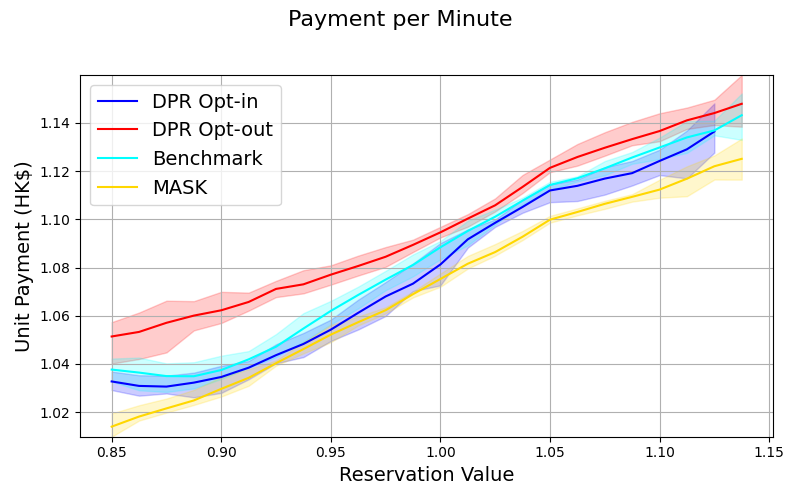 Payment per Minute
DPR Opt-in
DPR Opt-out
Benchmark
MASK
Unit Payment (HK$)
1.14
1.12
1.10
1.08
1.06
1.04
1.02
0.85
0.90
0.95
1.00
1.05
1.10
1.15
Reservation Value